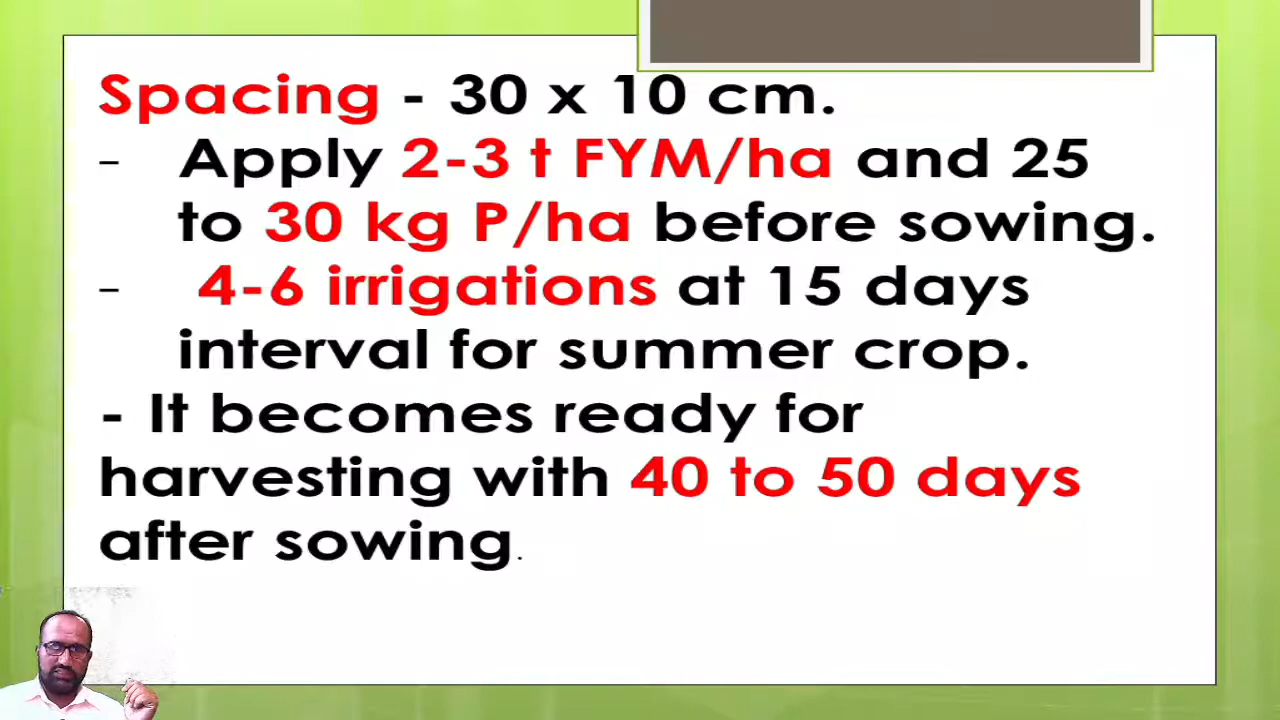 Spacing - 30 x 10 cm.
- Apply 2-3 t FYM/ha and 25
to 30 kg P/ha before sowing.
- 4-6 irrigations at 15 days
interval for summer crop.
- It becomes ready for
harvesting with 40 to 50 days
after sowing.